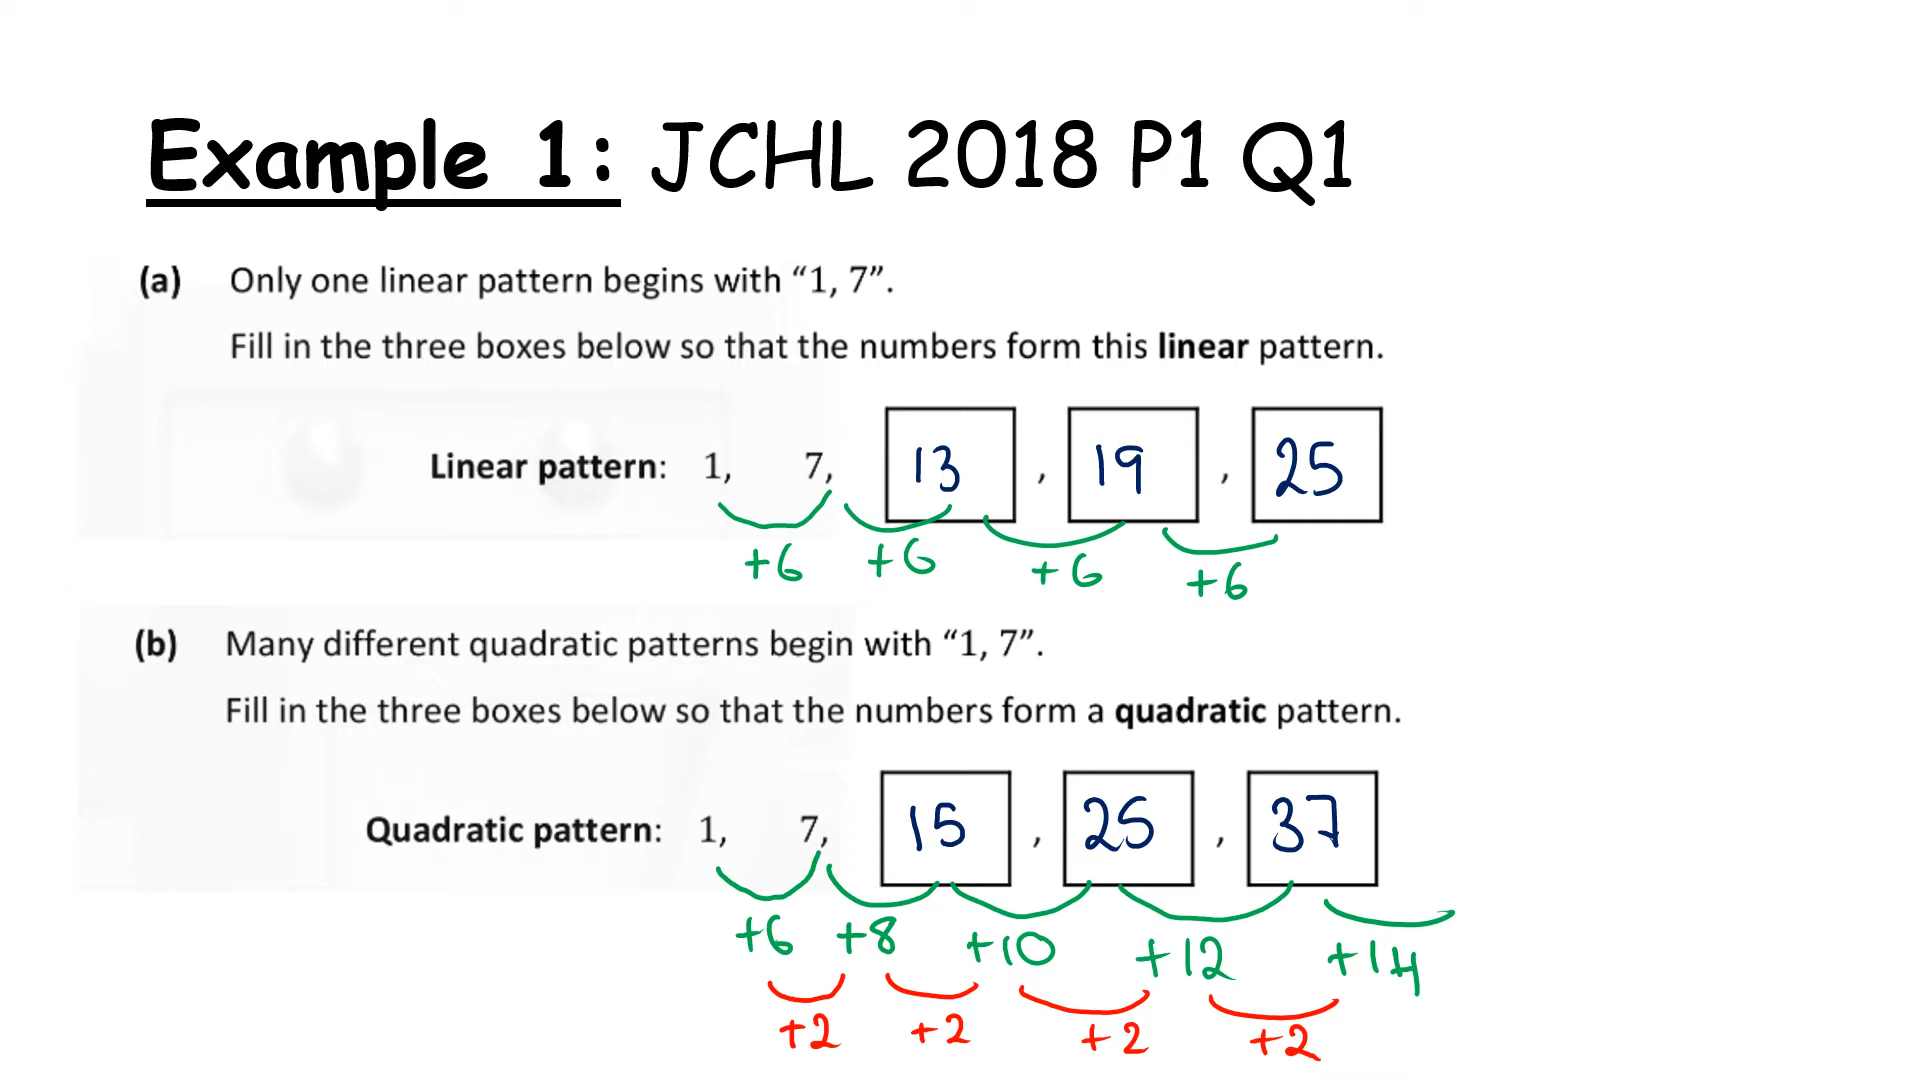 Example 1: JCHL 2018 P1 Q1
(a) Only one linear pattern begins with “1, 7”.
Fill in the three boxes below so that the numbers form this linear pattern.
Linear pattern: 1, 7, 13 , 19 , 25
+6 +6 +6 +6
(b) Many different quadratic patterns begin with “1, 7”.
Fill in the three boxes below so that the numbers form a quadratic pattern.
Quadratic pattern: 1, 7, 15 , 25 , 37
+6 +8 +10 +12 +14
+2 +2 +2 +2